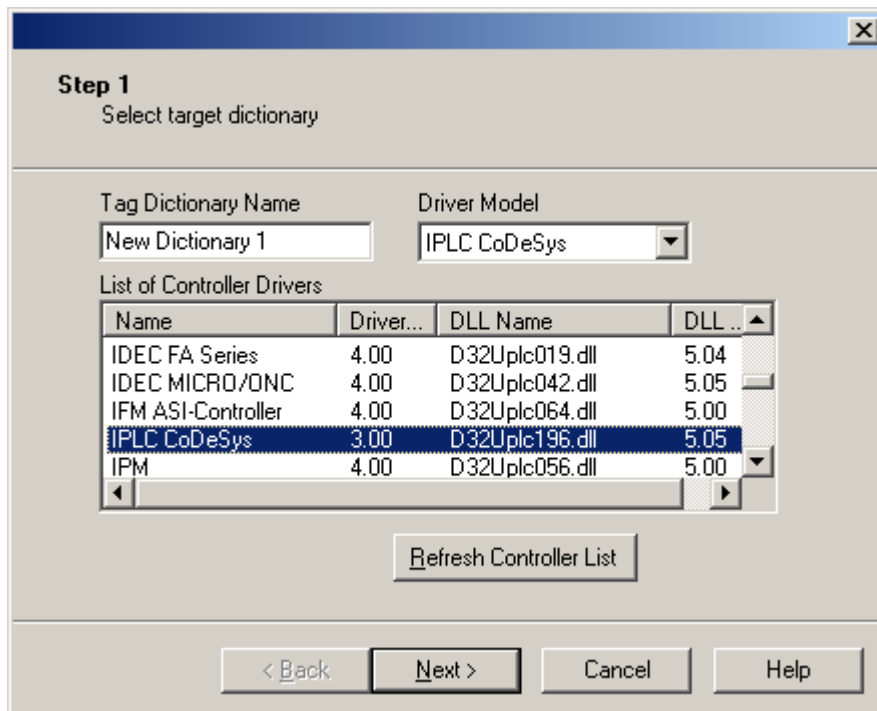 Step 1
Select target dictionary
Tag Dictionary Name Driver Model
New Dictionary 1 IPLC CoDeSys
List of Controller Drivers
Name Driver... DLL Name DLL ..
IDEC FA Series 4.00 D32Uplc019.dll 5.04
IDEC MICRO/ONC 4.00 D32Uplc042.dll 5.05
IFM ASI-Controller 4.00 D32Uplc064.dll 5.00
IPLC CoDeSys 3.00 D32Uplc196.dll 5.05
IPM 4.00 D32Uplc056.dll 5.00
Refresh Controller List
< Back Next > Cancel Help